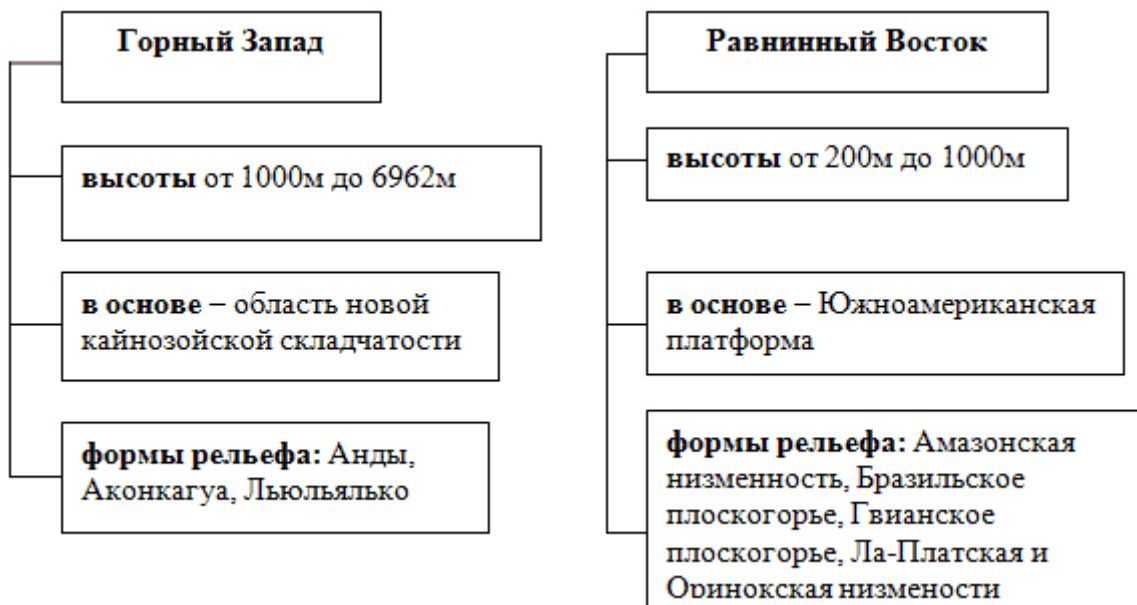 Горный Запад
высоты от 1000м до 6962м
в основе – область новой
кайнозойской складчатости
формы рельефа: Анды,
Аконкагуа, Льюльялько
Равнинный Восток
высоты от 200м до 1000м
в основе – Южноамериканская
платформа
формы рельефа: Амазонская
низменность, Бразильское
плоскогорье, Гвианское
плоскогорье, Ла-Платская и
Оринокская низмености